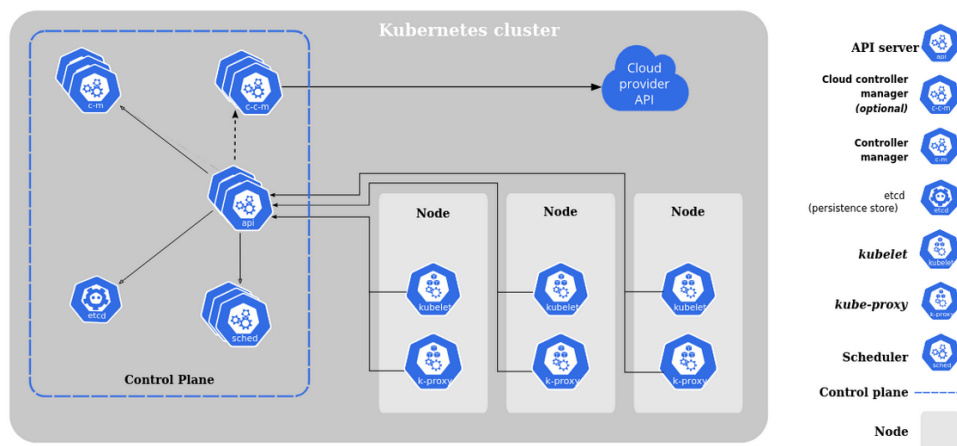 Kubernetes cluster
c-m
c-c-m
Cloud
provider
API
api
etcd
sched
Control Plane
Node
kubelet
k-proxy
Node
kubelet
k-proxy
Node
kubelet
k-proxy
API server
api
Cloud controller
manager
(optional)
c-c-m
Controller
manager
c-m
etcd
(persistence store)
etcd
kubelet
kubelet
kube-proxy
k-proxy
Scheduler
sched
Control plane
Node